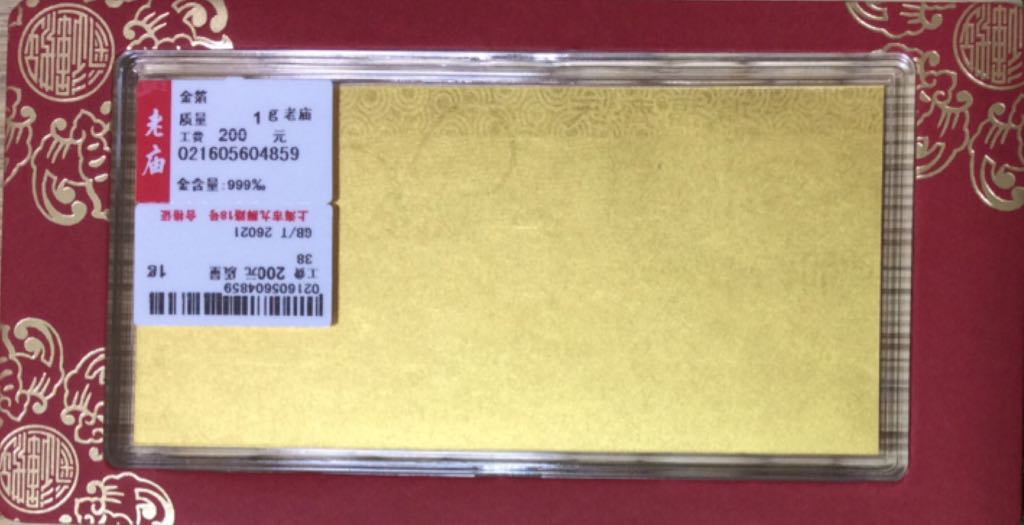 老庙
金箔
质量 1g 老庙
工费 200 元
021605604859
金含量:999‰
上海市九狮路18号 合格证
GB/T 26021
38
工费 200元 质量 1g
021605604859